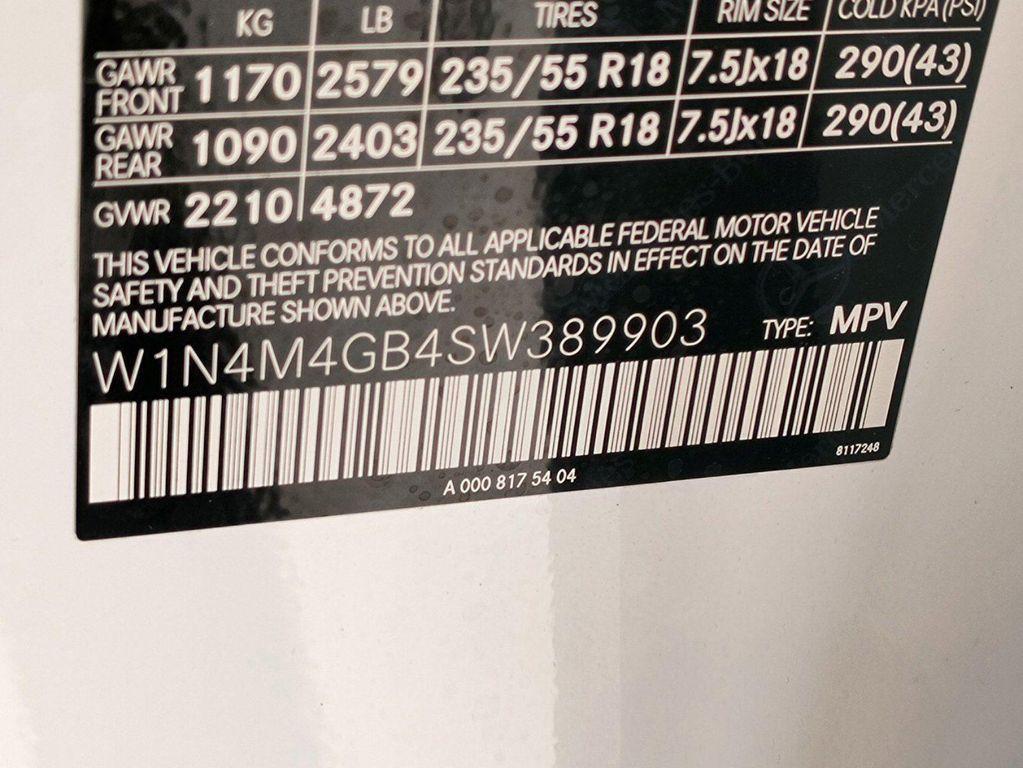 KG LB TIRES RIM SIZE COLD KPA(PSI)
GAWR FRONT 1170 2579 235/55 R18 7.5Jx18 290(43)
GAWR REAR 1090 2403 235/55 R18 7.5Jx18 290(43)
GVWR 2210 4872
THIS VEHICLE CONFORMS TO ALL APPLICABLE FEDERAL MOTOR VEHICLE
SAFETY AND THEFT PREVENTION STANDARDS IN EFFECT ON THE DATE OF
MANUFACTURE SHOWN ABOVE.
W1N4M4GB4SW389903 TYPE: MPV
8117248
A 000 817 54 04